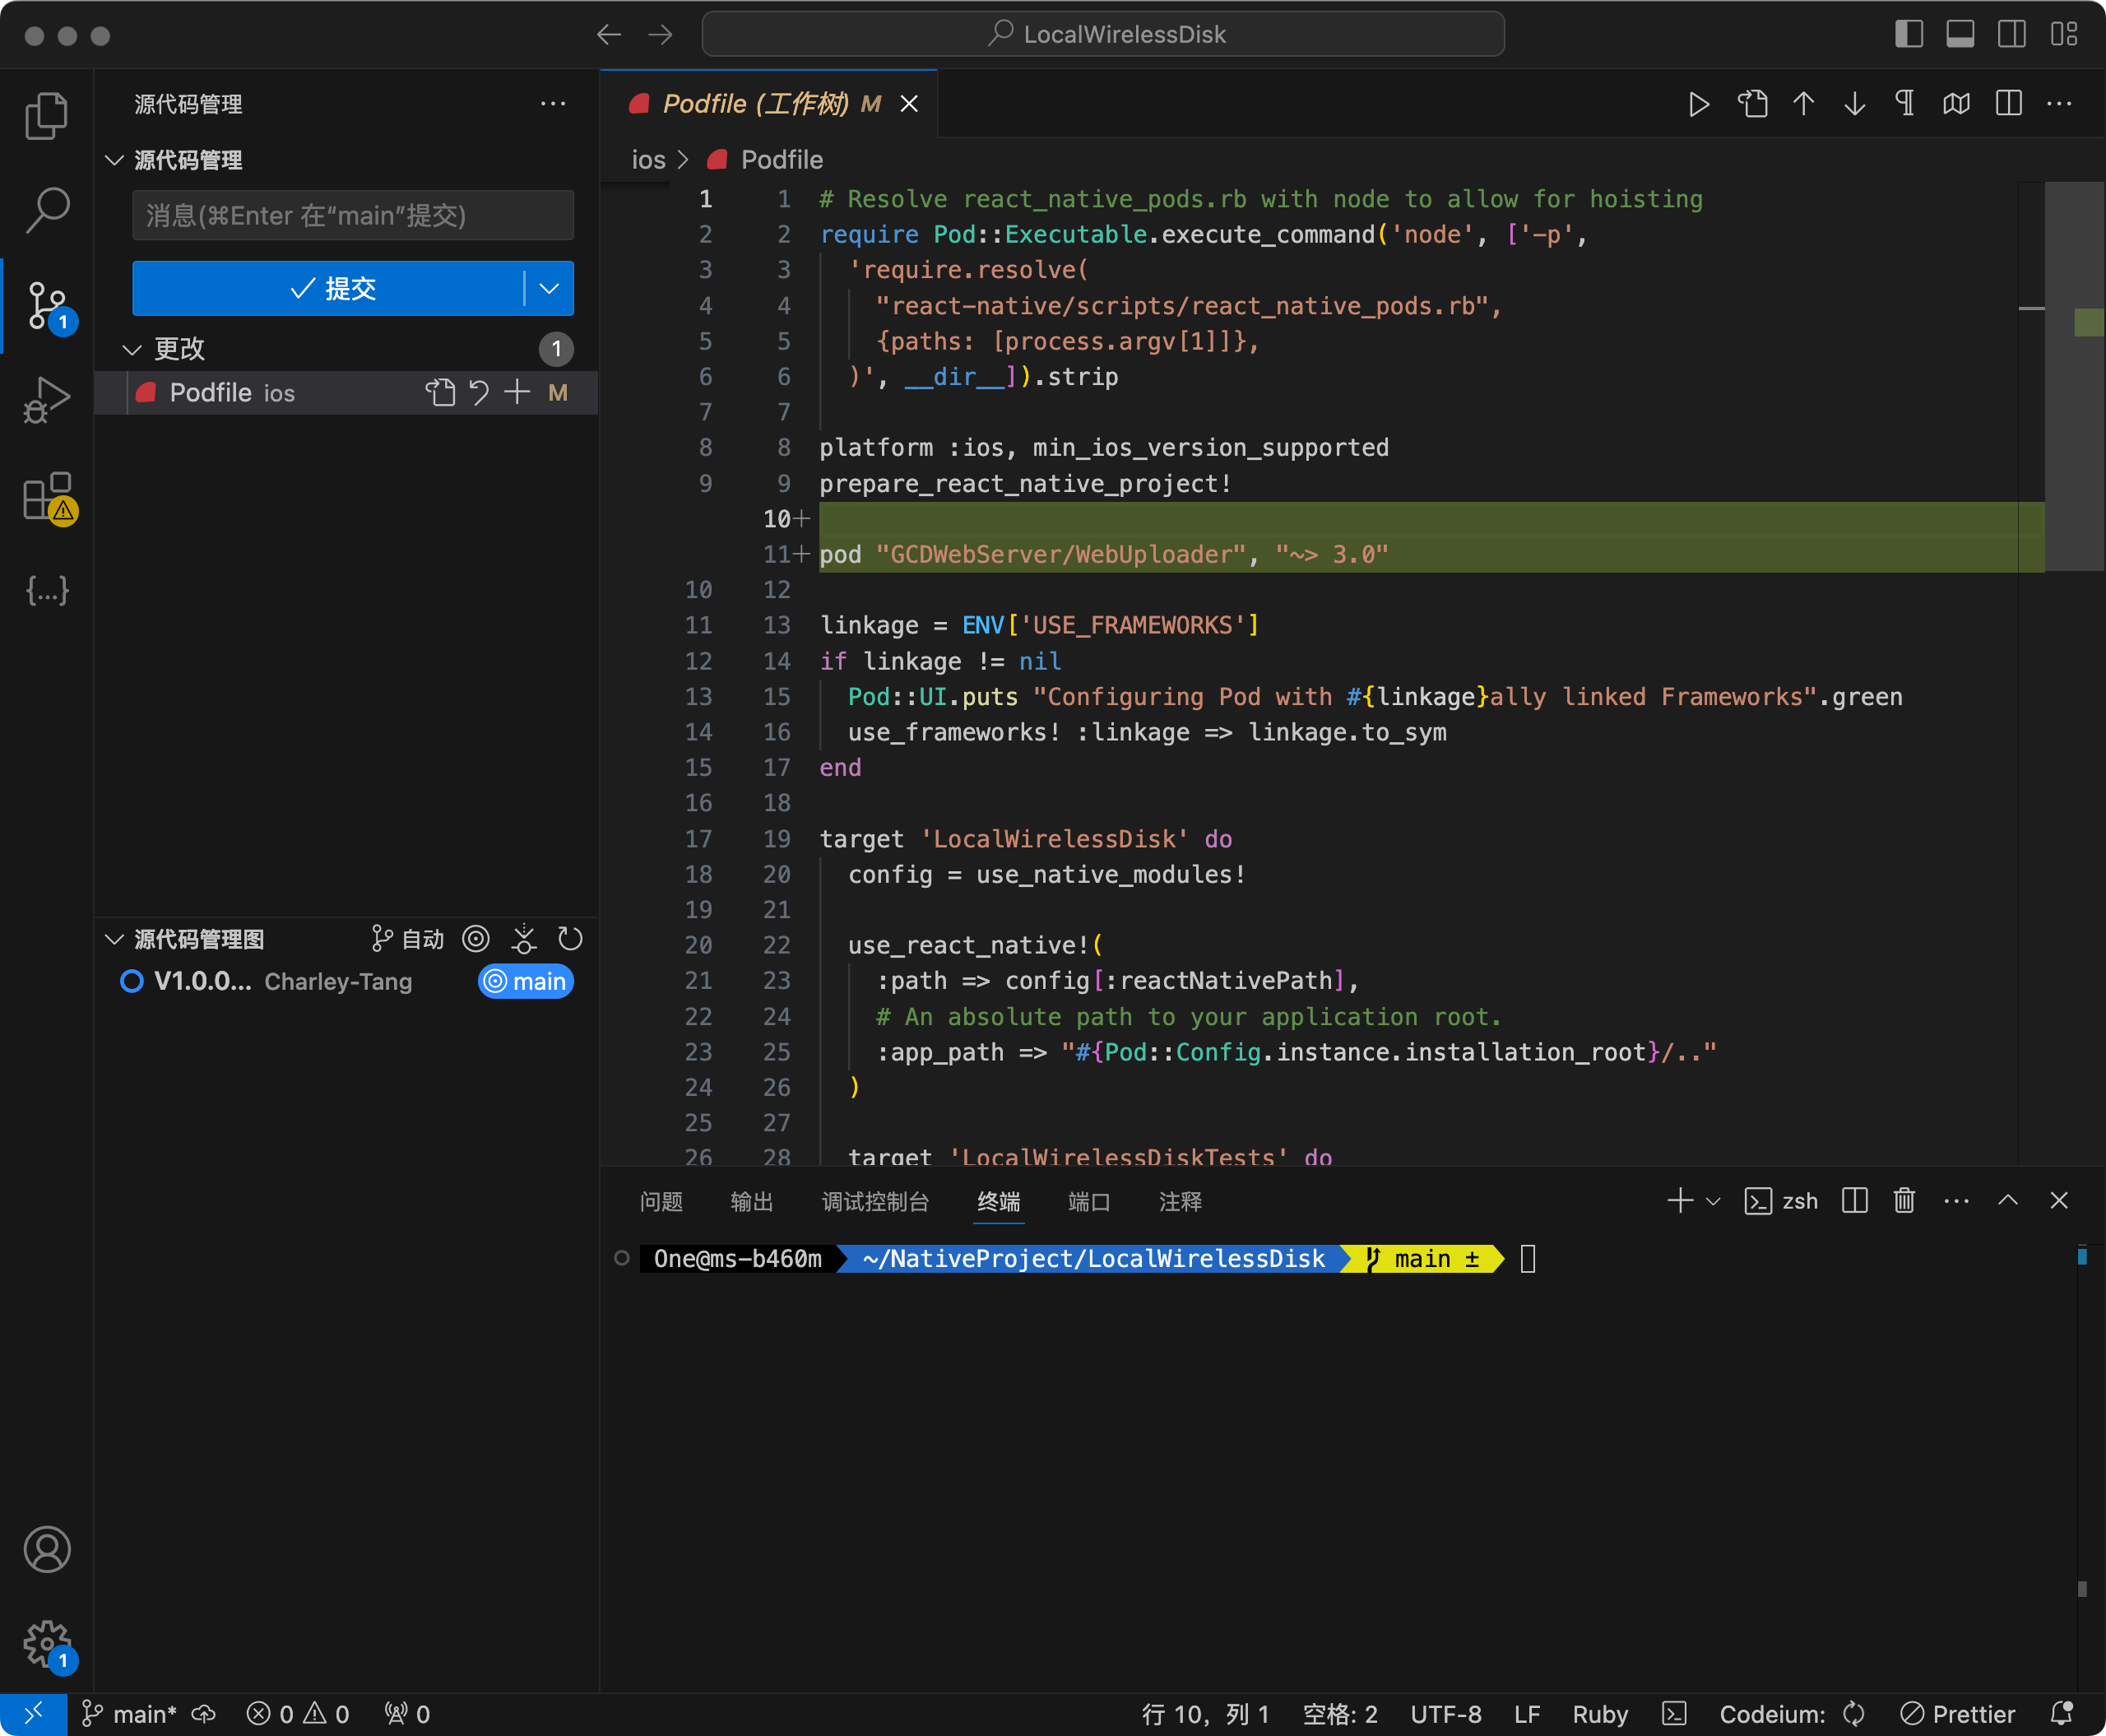 LocalWirelessDisk
源代码管理
源代码管理
消息(⌘Enter 在“main”提交)
提交
更改 1
Podfile ios M
1
1
源代码管理图 自动
V1.0.0... Charley-Tang main
Podfile (工作树) M
ios > Podfile
1 1 # Resolve react_native_pods.rb with node to allow for hoisting
2 2 require Pod::Executable.execute_command('node', ['-p',
3 3 'require.resolve(
4 4 "react-native/scripts/react_native_pods.rb",
5 5 {paths: [process.argv[1]]},
6 6 )', __dir__]).strip
7 7
8 8 platform :ios, min_ios_version_supported
9 9 prepare_react_native_project!
10+
11+ pod "GCDWebServer/WebUploader", "~> 3.0"
10 12
11 13 linkage = ENV['USE_FRAMEWORKS']
12 14 if linkage != nil
13 15 Pod::UI.puts "Configuring Pod with #{linkage}ally linked Frameworks".green
14 16 use_frameworks! :linkage => linkage.to_sym
15 17 end
16 18
17 19 target 'LocalWirelessDisk' do
18 20 config = use_native_modules!
19 21
20 22 use_react_native!(
21 23 :path => config[:reactNativePath],
22 24 # An absolute path to your application root.
23 25 :app_path => "#{Pod::Config.instance.installation_root}/.."
24 26 )
25 27
26 28 target 'LocalWirelessDiskTests' do
问题 输出 调试控制台 终端 端口 注释 zsh
One@ms-b460m ~/NativeProject/LocalWirelessDisk main ±
main* 0 0 0 行 10，列 1 空格: 2 UTF-8 LF Ruby Codeium: Prettier